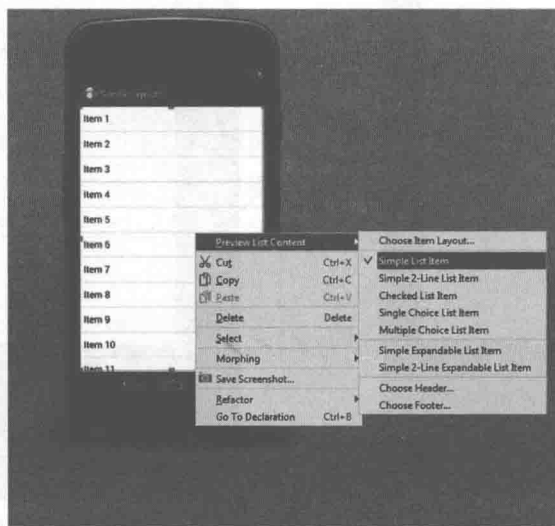 Item 1
Item 2
Item 3
Item 4
Item 5
Item 6
Item 7
Item 8
Item 9
Item 10
Item 11
Preview List Content
Cut Ctrl+X
Copy Ctrl+C
Paste Ctrl+V
Delete Delete
Select
Morphing
Save Screenshot...
Refactor
Go To Declaration Ctrl+B
Choose Item Layout...
Simple List Item
Simple 2-Line List Item
Checked List Item
Single Choice List Item
Multiple Choice List Item
Simple Expandable List Item
Simple 2-Line Expandable List Item
Choose Header...
Choose Footer...